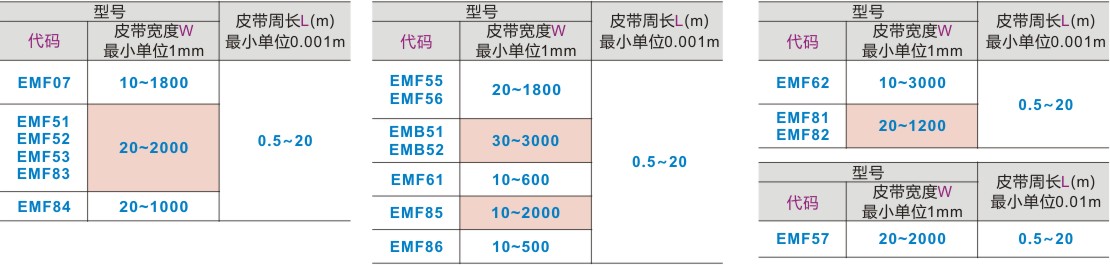 型号
皮带周长L(m)
最小单位0.001m
代码
皮带宽度W
最小单位1mm
EMF07
10~1800
0.5~20
EMF51
EMF52
EMF53
EMF83
20~2000
EMF84
20~1000
型号
皮带周长L(m)
最小单位0.001m
代码
皮带宽度W
最小单位1mm
EMF55
EMF56
20~1800
0.5~20
EMB51
EMB52
30~3000
EMF61
10~600
EMF85
10~2000
EMF86
10~500
型号
皮带周长L(m)
最小单位0.001m
代码
皮带宽度W
最小单位1mm
EMF62
10~3000
0.5~20
EMF81
EMF82
20~1200
型号
皮带周长L(m)
最小单位0.01m
代码
皮带宽度W
最小单位1mm
EMF57
20~2000
0.5~20